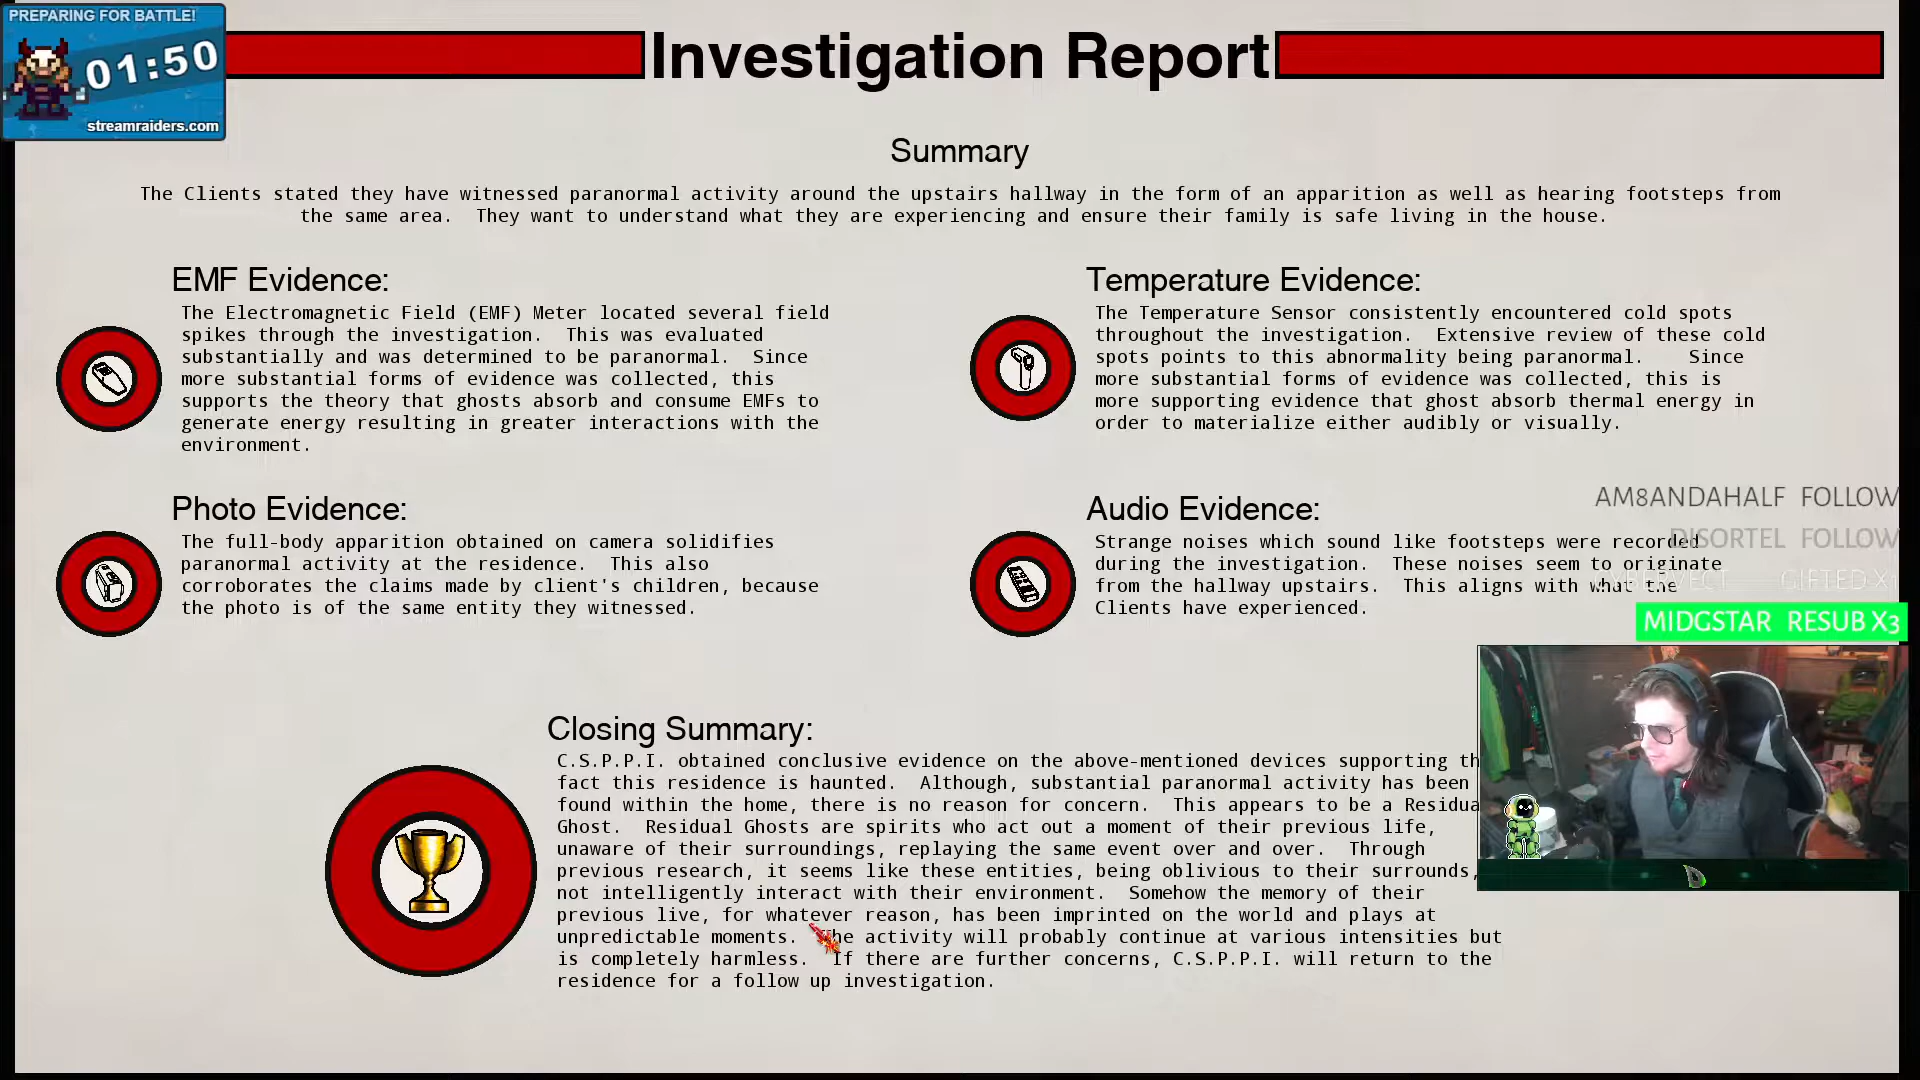 PREPARING FOR BATTLE!
01:50
streamraiders.com
Investigation Report
Summary
The Clients stated they have witnessed paranormal activity around the upstairs hallway in the form of an apparition as well as hearing footsteps from
the same area.  They want to understand what they are experiencing and ensure their family is safe living in the house.
EMF Evidence:
The Electromagnetic Field (EMF) Meter located several field
spikes through the investigation.  This was evaluated
substantially and was determined to be paranormal.  Since
more substantial forms of evidence was collected, this
supports the theory that ghosts absorb and consume EMFs to
generate energy resulting in greater interactions with the
environment.
Temperature Evidence:
The Temperature Sensor consistently encountered cold spots
throughout the investigation.  Extensive review of these cold
spots points to this abnormality being paranormal.    Since
more substantial forms of evidence was collected, this is
more supporting evidence that ghost absorb thermal energy in
order to materialize either audibly or visually.
Photo Evidence:
The full-body apparition obtained on camera solidifies
paranormal activity at the residence.  This also
corroborates the claims made by client's children, because
the photo is of the same entity they witnessed.
Audio Evidence:
Strange noises which sound like footsteps were recorded
during the investigation.  These noises seem to originate
from the hallway upstairs.  This aligns with what the
Clients have experienced.
AM8ANDAHALF FOLLOW
DISORTEL FOLLOW
GIFTED X1
MIDGSTAR RESUB X3
Closing Summary:
C.S.P.P.I. obtained conclusive evidence on the above-mentioned devices supporting th
fact this residence is haunted.  Although, substantial paranormal activity has been
found within the home, there is no reason for concern.  This appears to be a Residua
Ghost.  Residual Ghosts are spirits who act out a moment of their previous life,
unaware of their surroundings, replaying the same event over and over.  Through
previous research, it seems like these entities, being oblivious to their surrounds,
not intelligently interact with their environment.  Somehow the memory of their
previous live, for whatever reason, has been imprinted on the world and plays at
unpredictable moments.  The activity will probably continue at various intensities but
is completely harmless.  If there are further concerns, C.S.P.P.I. will return to the
residence for a follow up investigation.